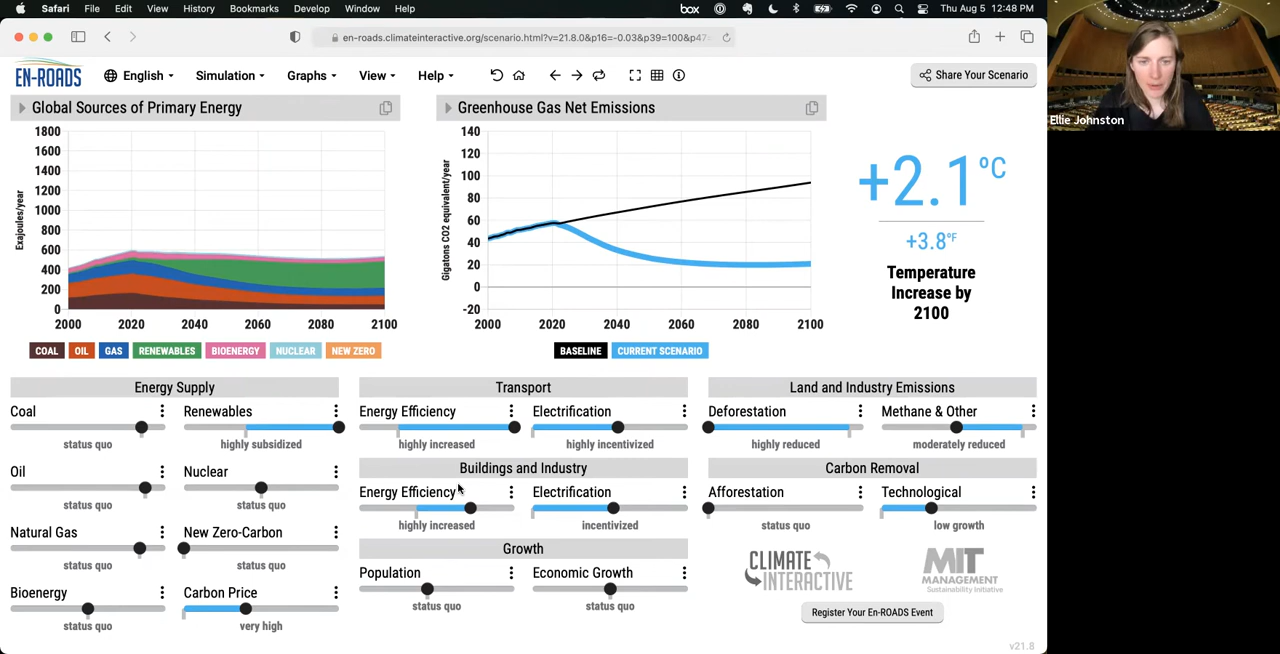 Safari File Edit View History Bookmarks Develop Window Help box Thu Aug 5 12:48 PM
en-roads.climateinteractive.org/scenario.html?v=21.8.0&p16=-0.03&p39=100&p47=
EN-ROADS English Simulation Graphs View Help Share Your Scenario
Ellie Johnston
Global Sources of Primary Energy
1800
1600
1400
1200
1000
800
600
400
200
0
Exajoules/year
2000 2020 2040 2060 2080 2100
COAL OIL GAS RENEWABLES BIOENERGY NUCLEAR NEW ZERO
Greenhouse Gas Net Emissions
140
120
100
80
60
40
20
0
-20
Gigatons CO2 equivalent/year
2000 2020 2040 2060 2080 2100
BASELINE CURRENT SCENARIO
+2.1°C
+3.8°F
Temperature
Increase by
2100
Energy Supply
Coal
status quo
Renewables
highly subsidized
Oil
status quo
Nuclear
status quo
Natural Gas
status quo
New Zero-Carbon
status quo
Bioenergy
status quo
Carbon Price
very high
Transport
Energy Efficiency
highly increased
Electrification
highly incentivized
Buildings and Industry
Energy Efficiency
highly increased
Electrification
incentivized
Growth
Population
status quo
Economic Growth
status quo
Land and Industry Emissions
Deforestation
highly reduced
Methane & Other
moderately reduced
Carbon Removal
Afforestation
status quo
Technological
low growth
CLIMATE
INTERACTIVE
MIT
MANAGEMENT
Sustainability Initiative
Register Your En-ROADS Event
v21.8